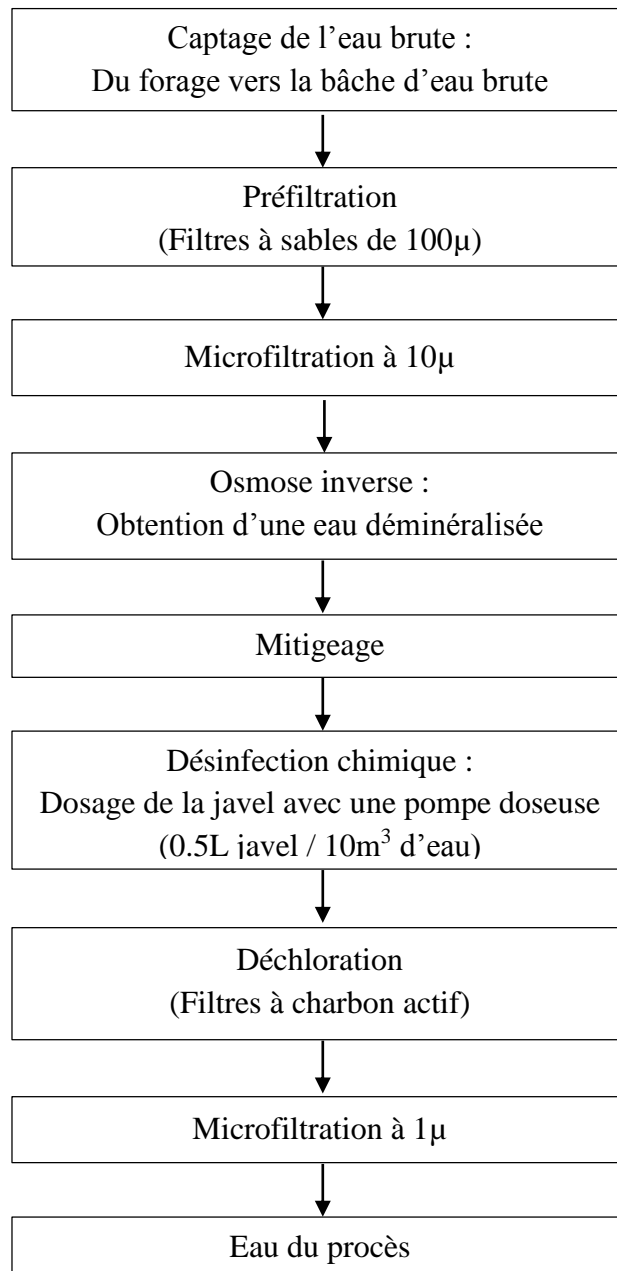 Captage de l’eau brute :
Du forage vers la bâche d’eau brute
Préfiltration
(Filtres à sables de 100µ)
Microfiltration à 10µ
Osmose inverse :
Obtention d’une eau déminéralisée
Mitigeage
Désinfection chimique :
Dosage de la javel avec une pompe doseuse
(0.5L javel / 10m³ d’eau)
Déchloration
(Filtres à charbon actif)
Microfiltration à 1µ
Eau du procès